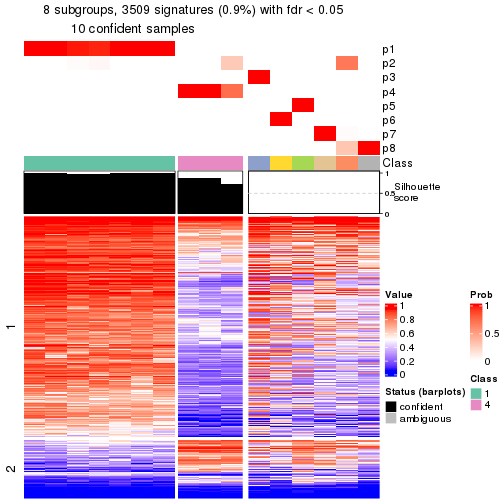 8 subgroups, 3509 signatures (0.9%) with fdr < 0.05
10 confident samples
p1
p2
p3
p4
p5
p6
p7
p8
Class
1
0.5
0
Silhouette
score
1
2
Value
1
0.8
0.6
0.4
0.2
0
Prob
1
0.5
0
Status (barplots)
confident
ambiguous
Class
1
4